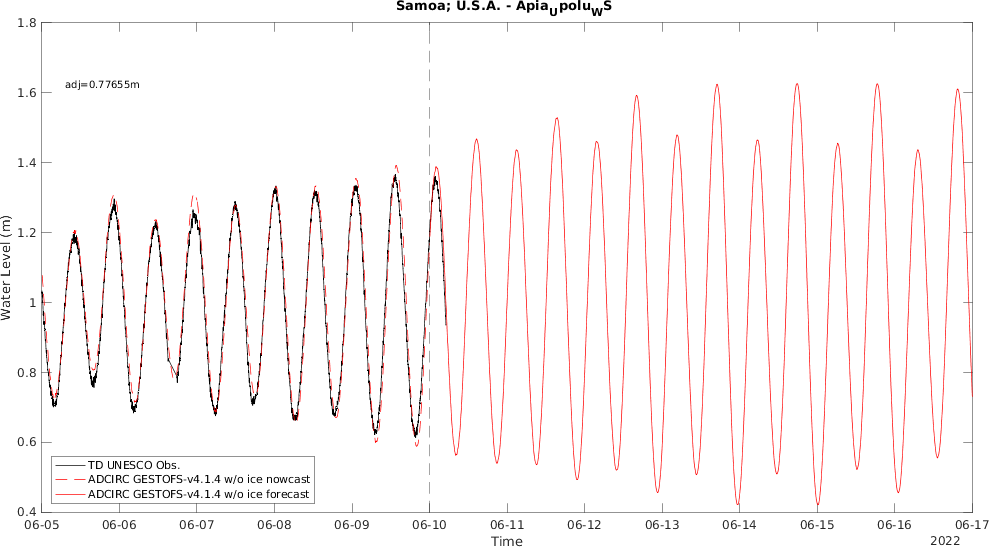 Samoa; U.S.A. - ApiaUpoluWS
1.8
1.6
1.4
1.2
1
0.8
0.6
0.4
Water Level (m)
adj=0.77655m
TD UNESCO Obs.
ADCIRC GESTOFS-v4.1.4 w/o ice nowcast
ADCIRC GESTOFS-v4.1.4 w/o ice forecast
06-05 06-06 06-07 06-08 06-09 06-10 06-11 06-12 06-13 06-14 06-15 06-16 06-17
Time
2022